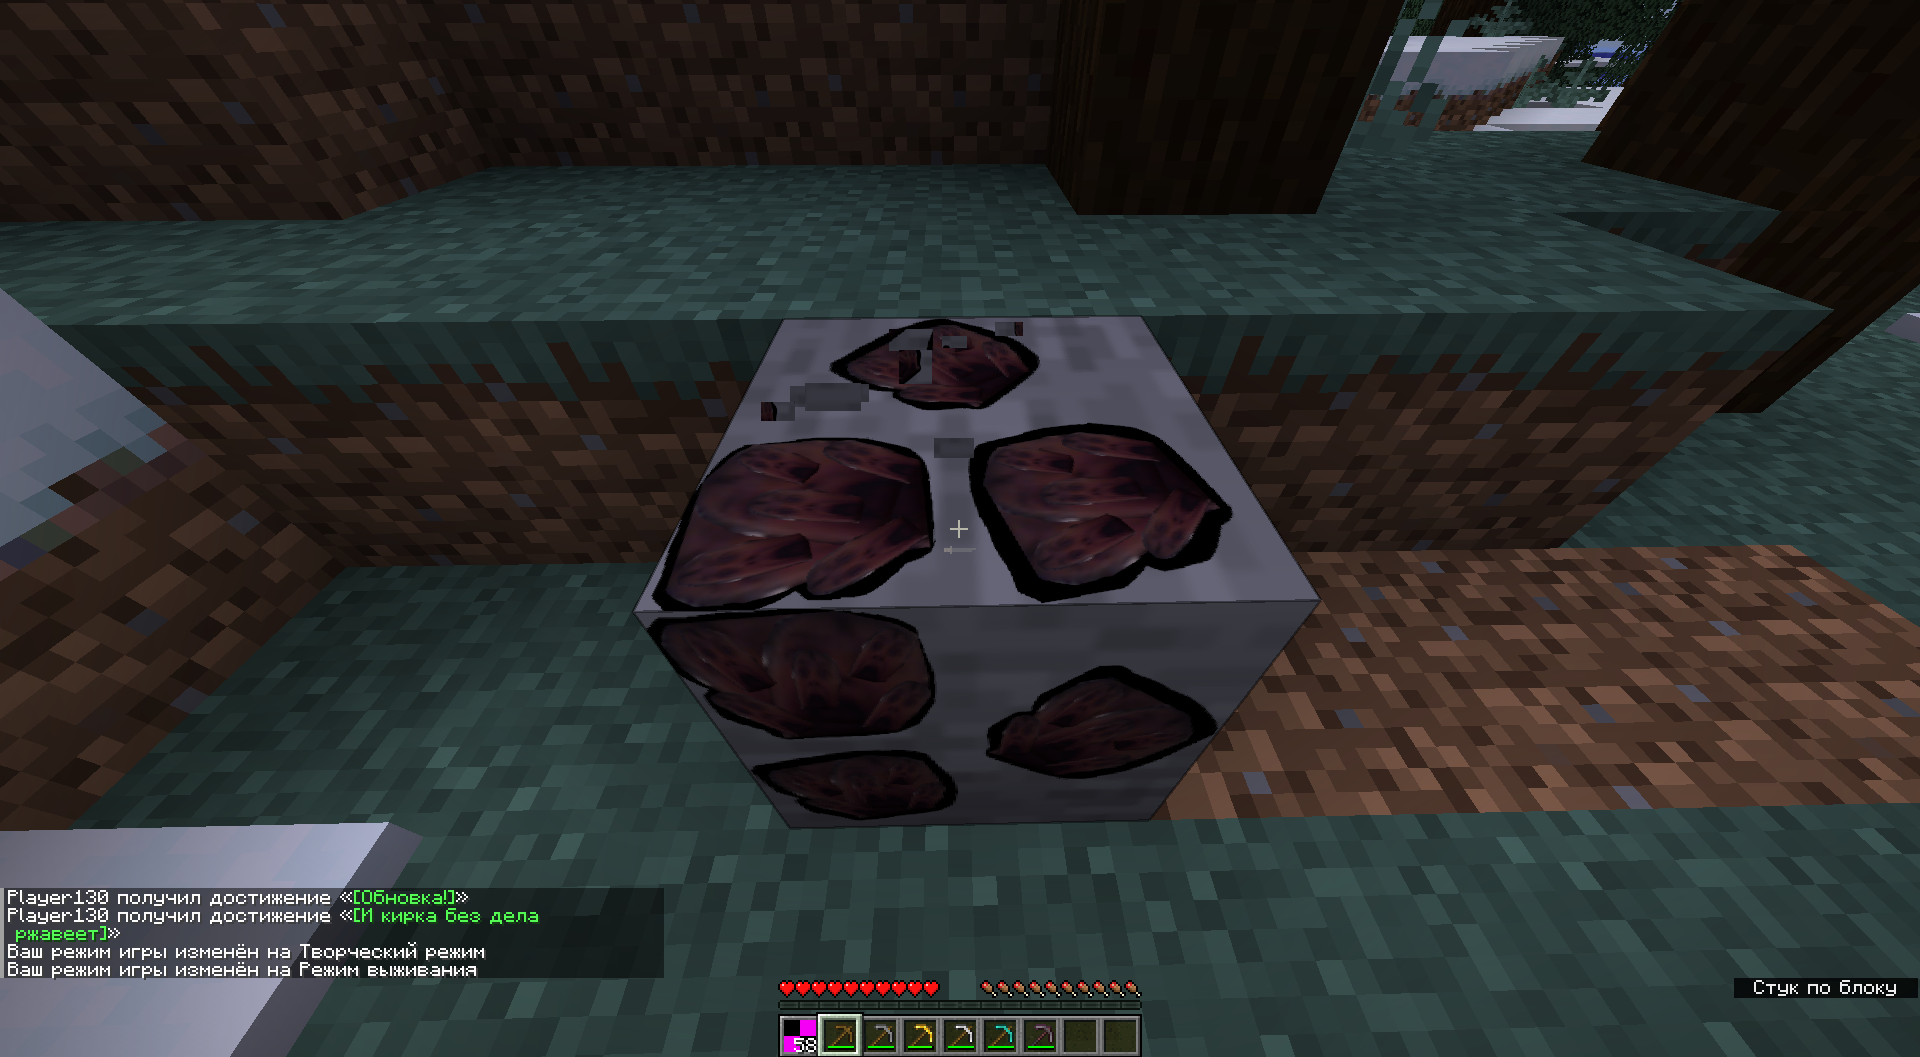 Player130 получил достижение «[Обновка!]»
Player130 получил достижение «[И кирка без дела
ржавеет]»
Ваш режим игры изменён на Творческий режим
Ваш режим игры изменён на Режим выживания
Стук по блоку
58